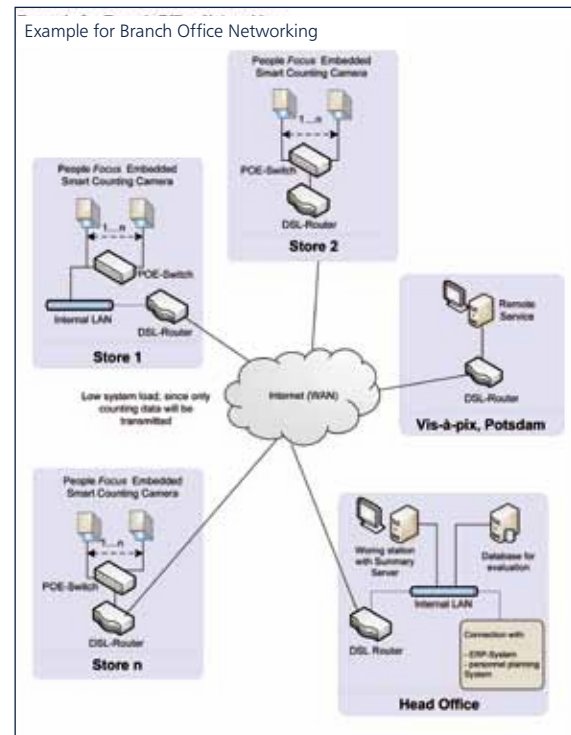 Example for Branch Office Networking
People Focus Embedded
Smart Counting Camera
1....n
POE-Switch
DSL-Router
Store 2
People Focus Embedded
Smart Counting Camera
1....n
POE-Switch
Internal LAN
DSL-Router
Store 1
Remote
Service
DSL-Router
Vis-à-pix, Potsdam
Low system load, since only
counting data will be
transmitted
Internet (WAN)
People Focus Embedded
Smart Counting Camera
1....n
POE-Switch
DSL-Router
Store n
with Summary
Server
Database for
evaluation
Internal LAN
DSL Router
Connection with
- ERP-System
- personnel planning
System
Head Office